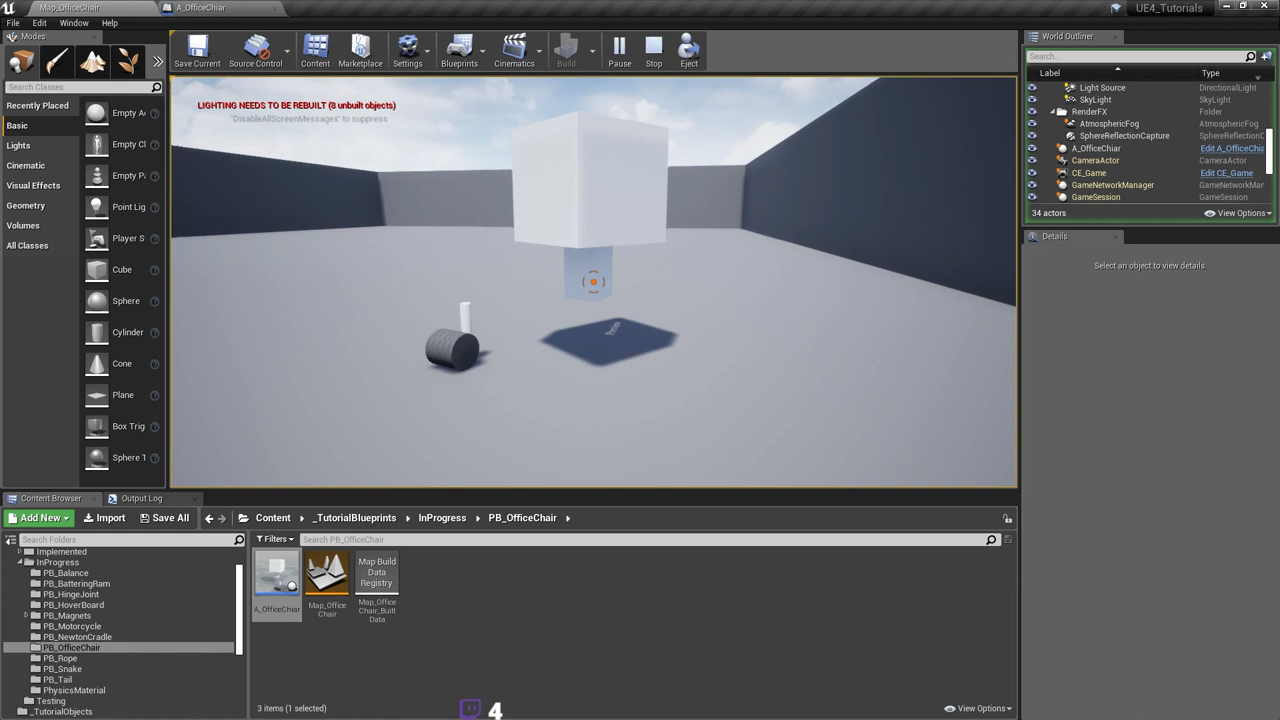 Map_OfficeChair
A_OfficeChiar
UE4_Tutorials
File Edit Window Help
Modes
Search Classes
Recently Placed
Basic
Lights
Cinematic
Visual Effects
Geometry
Volumes
All Classes
Empty A
Empty Cl
Empty P
Point Lig
Player S
Cube
Sphere
Cylinder
Cone
Plane
Box Trig
Sphere T
Save Current
Source Control
Content
Marketplace
Settings
Blueprints
Cinematics
Build
Pause
Stop
Eject
LIGHTING NEEDS TO BE REBUILT (8 unbuilt objects)
'DisableAllScreenMessages' to suppress
World Outliner
Search...
Label Type
Light Source DirectionalLight
SkyLight SkyLight
RenderFX Folder
AtmosphericFog AtmosphericFog
SphereReflectionCapture SphereReflectionC
A_OfficeChiar Edit A_OfficeChia
CameraActor CameraActor
CE_Game Edit CE_Game
GameNetworkManager GameNetworkMan
GameSession GameSession
34 actors View Options
Details
Select an object to view details
Content Browser
Output Log
Add New Import Save All Content _TutorialBlueprints InProgress PB_OfficeChair
Search Folders
Implemented
InProgress
PB_Balance
PB_BatteringRam
PB_HingeJoint
PB_HoverBoard
PB_Magnets
PB_Motorcycle
PB_NewtonCradle
PB_OfficeChair
PB_Rope
PB_Snake
PB_Tail
PhysicsMaterial
Testing
_TutorialObjects
Filters Search PB_OfficeChair
A_OfficeChiar
Map_Office
Chair
Map Build
Data
Registry
Map_Office
Chair_Built
Data
3 items (1 selected) View Options
4